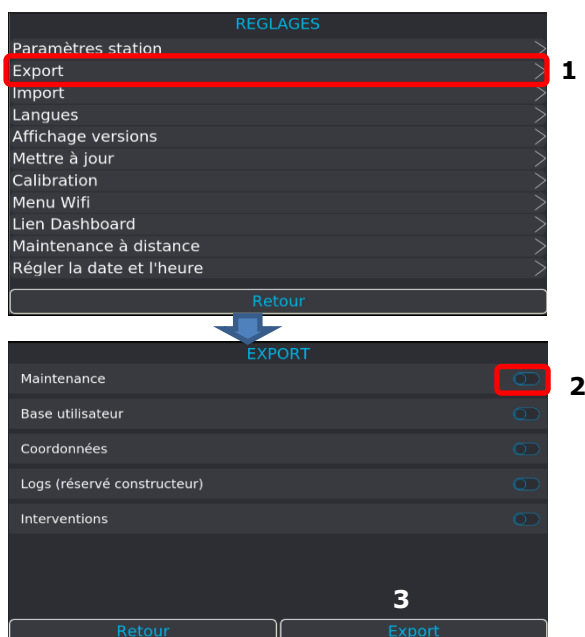 REGLAGES
Paramètres station
Export
1
Import
Langues
Affichage versions
Mettre à jour
Calibration
Menu Wifi
Lien Dashboard
Maintenance à distance
Régler la date et l'heure
Retour
EXPORT
Maintenance
2
Base utilisateur
Coordonnées
Logs (réservé constructeur)
Interventions
3
Retour
Export